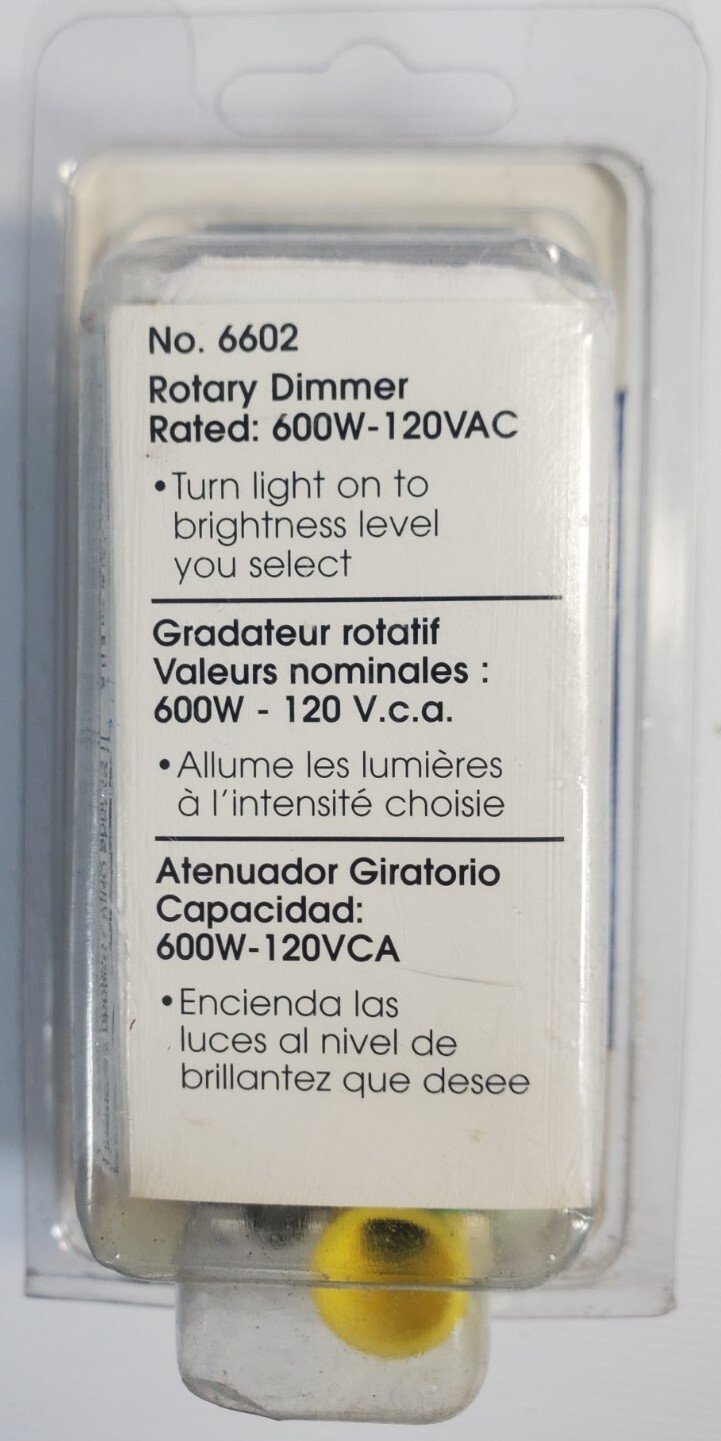 No. 6602
Rotary Dimmer
Rated: 600W-120VAC
•Turn light on to
brightness level
you select
Gradateur rotatif
Valeurs nominales :
600W - 120 V.c.a.
•Allume les lumières
à l'intensité choisie
Atenuador Giratorio
Capacidad:
600W-120VCA
•Encienda las
luces al nivel de
brillantez que desee